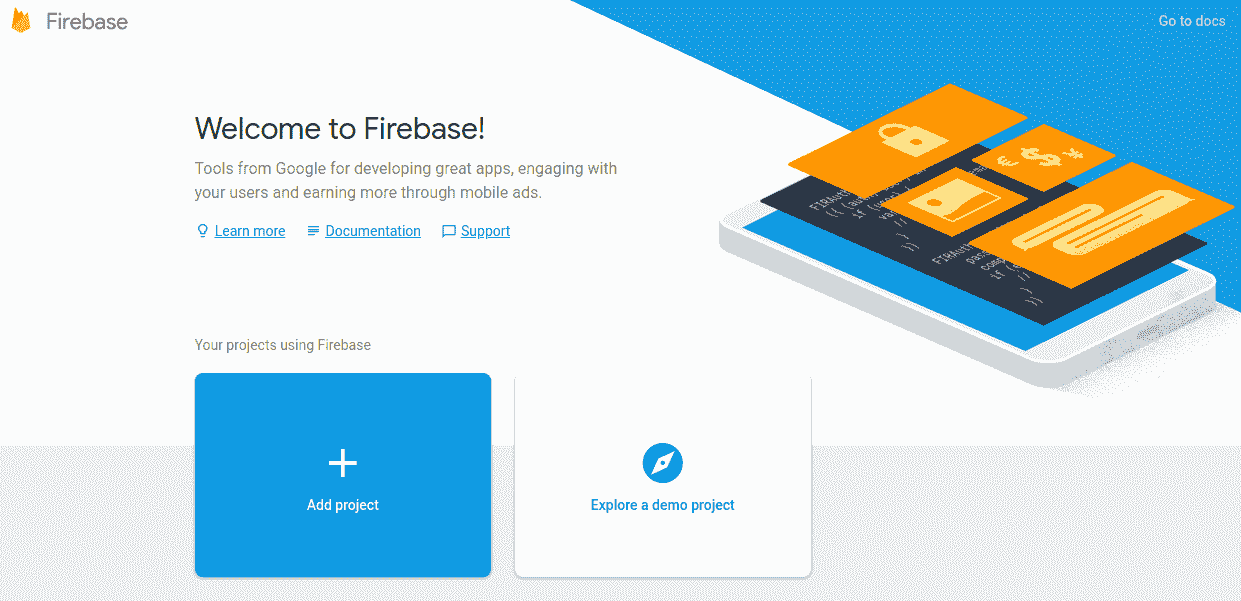 Firebase
Go to docs
Welcome to Firebase!
Tools from Google for developing great apps, engaging with
your users and earning more through mobile ads.
Learn more
Documentation
Support
Your projects using Firebase
Add project
Explore a demo project